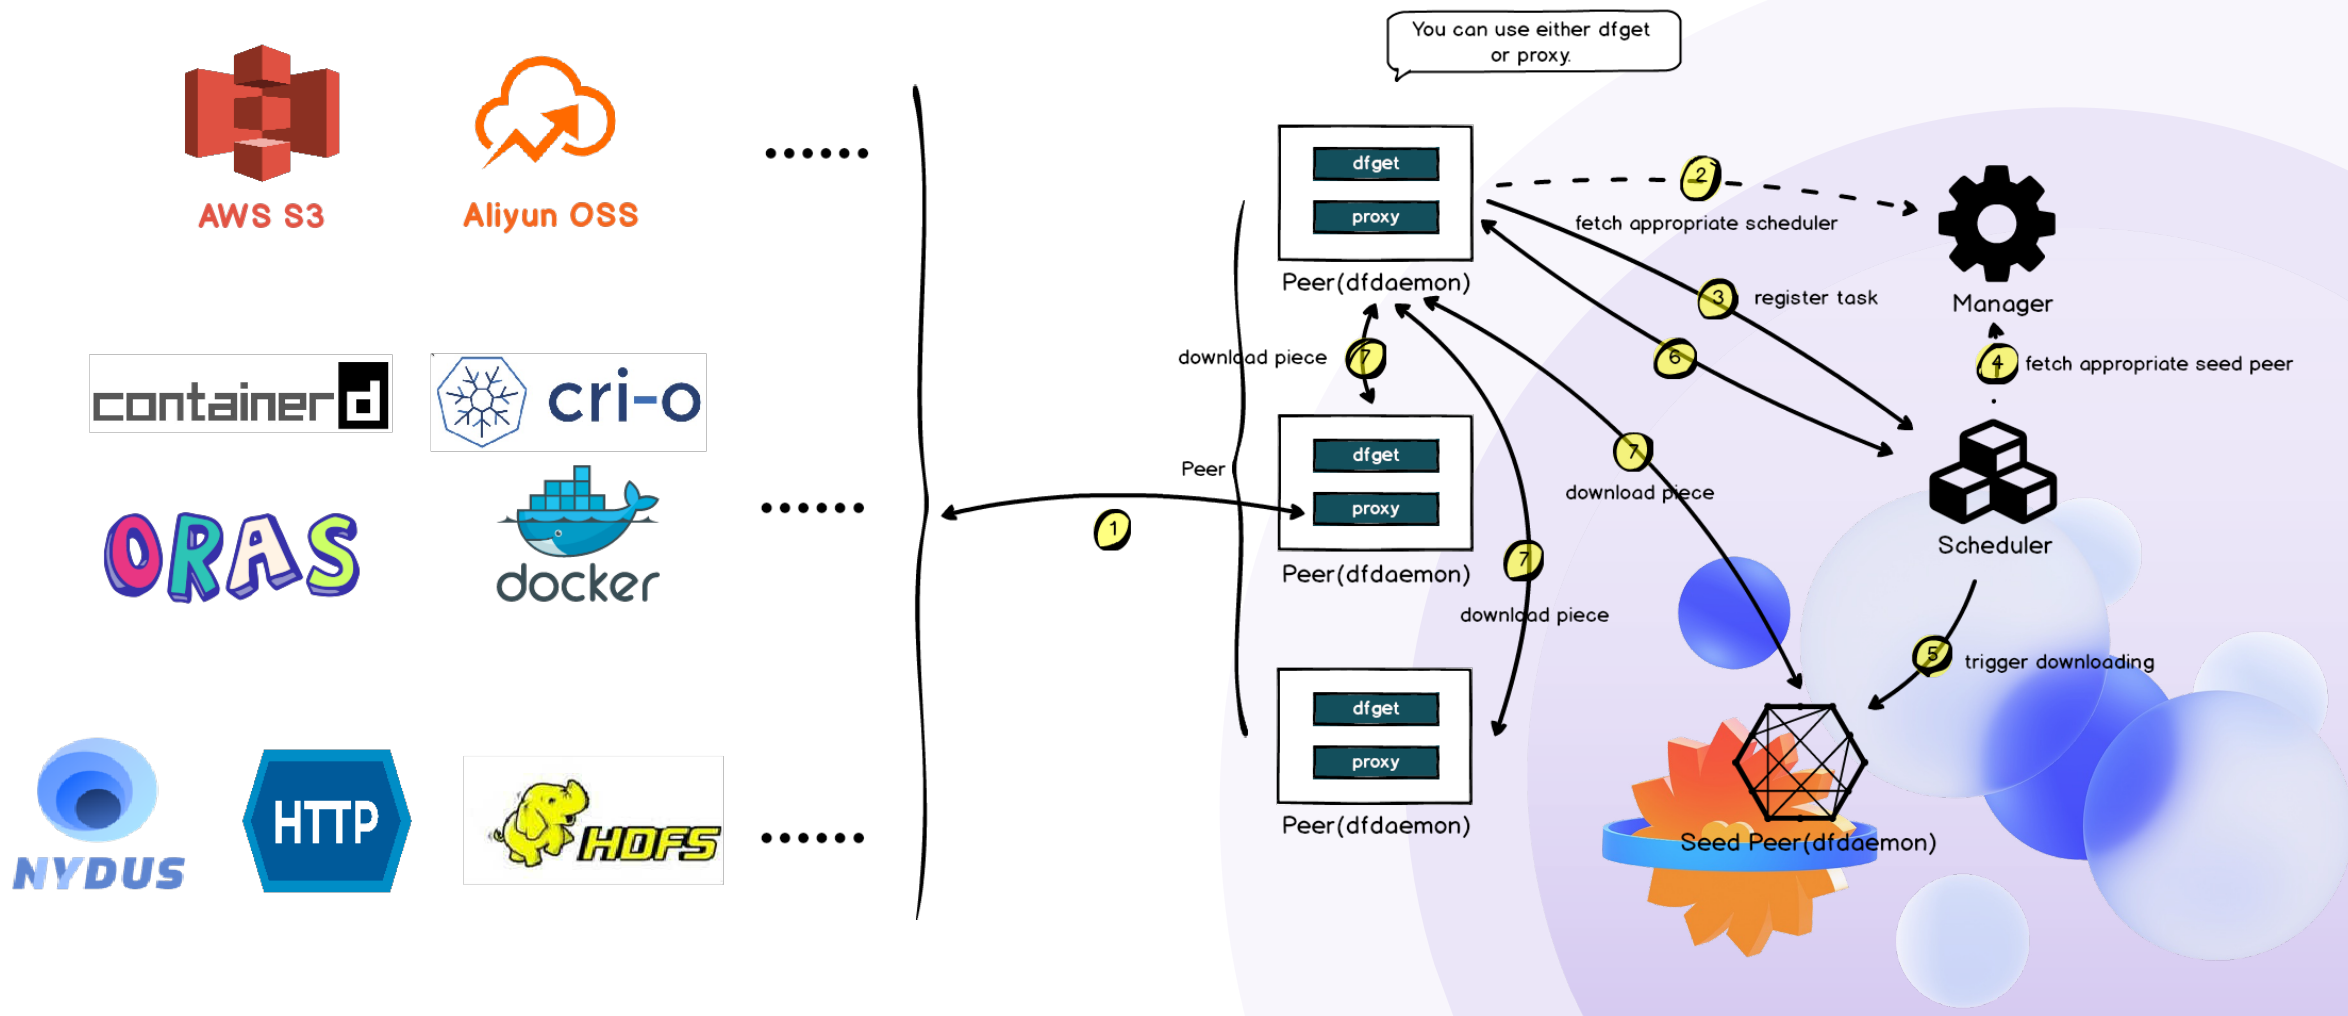 You can use either dfget
or proxy.
AWS S3
Aliyun OSS
......
dfget
proxy
Peer(dfdaemon)
2
fetch appropriate scheduler
Manager
3
register task
containerd
cri-o
download piece
7
6
4
fetch appropriate seed peer
ORAS
docker
......
Peer
1
dfget
proxy
Peer(dfdaemon)
7
download piece
Scheduler
7
download piece
5
trigger downloading
NYDUS
HTTP
HDFS
......
dfget
proxy
Peer(dfdaemon)
Seed Peer(dfdaemon)